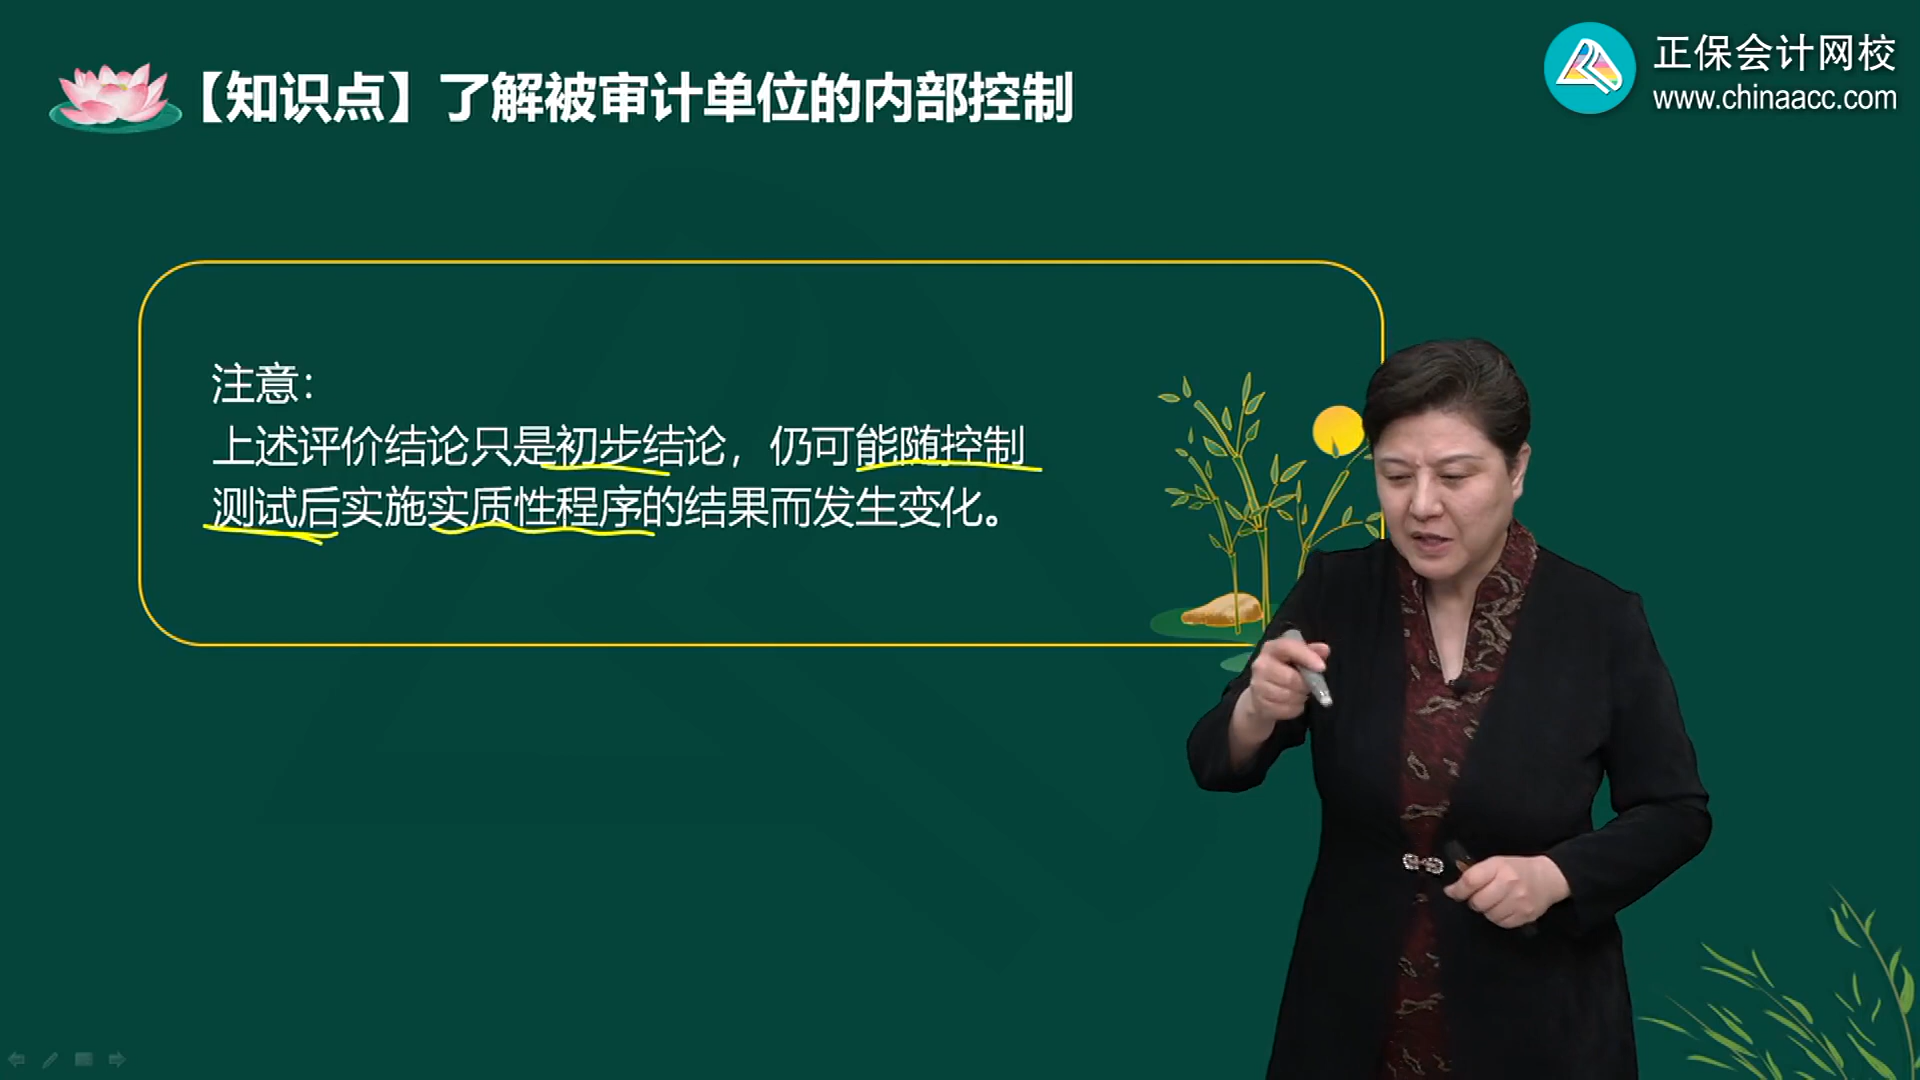 【知识点】了解被审计单位的内部控制
正保会计网校
www.chinaacc.com
注意：
上述评价结论只是初步结论，仍可能随控制
测试后实施实质性程序的结果而发生变化。